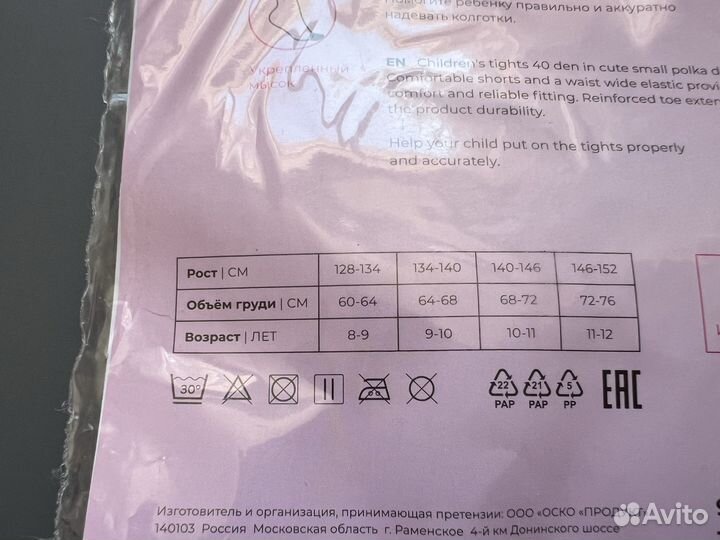 Помогите ребёнку правильно и аккуратно
надевать колготки.
Укреплённый
мысок
EN Children's tights 40 den in cute small polka d
Comfortable shorts and a waist wide elastic provi
comfort and reliable fitting. Reinforced toe exten
the product durability.
Help your child put on the tights properly
and accurately.
Рост | СМ 128-134 134-140 140-146 146-152
Объём груди | СМ 60-64 64-68 68-72 72-76
Возраст | ЛЕТ 8-9 9-10 10-11 11-12
30° 22 PAP 21 PAP 5 PP EAC
Изготовитель и организация, принимающая претензии: ООО «ОСКО «ПРОДУКТ»
140103 Россия Московская область г. Раменское 4-й км Донинского шоссе
Avito